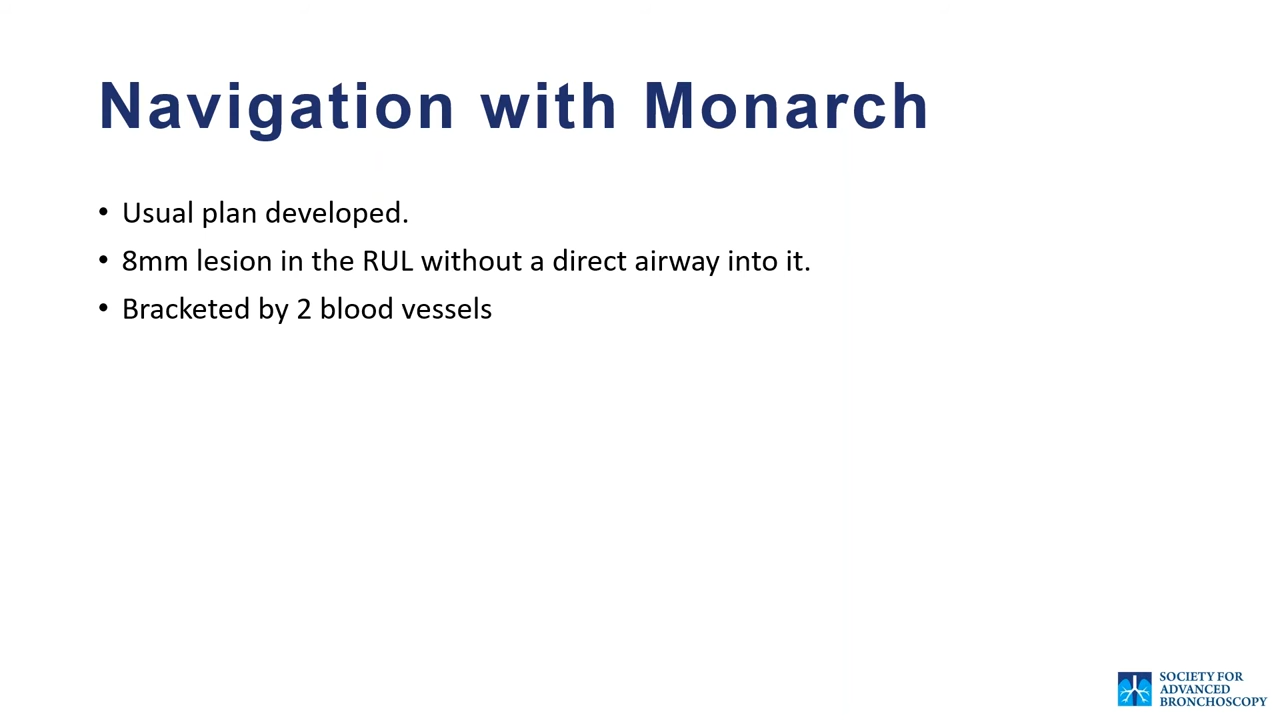 Navigation with Monarch
• Usual plan developed.
• 8mm lesion in the RUL without a direct airway into it.
• Bracketed by 2 blood vessels
SOCIETY FOR
ADVANCED
BRONCHOSCOPY